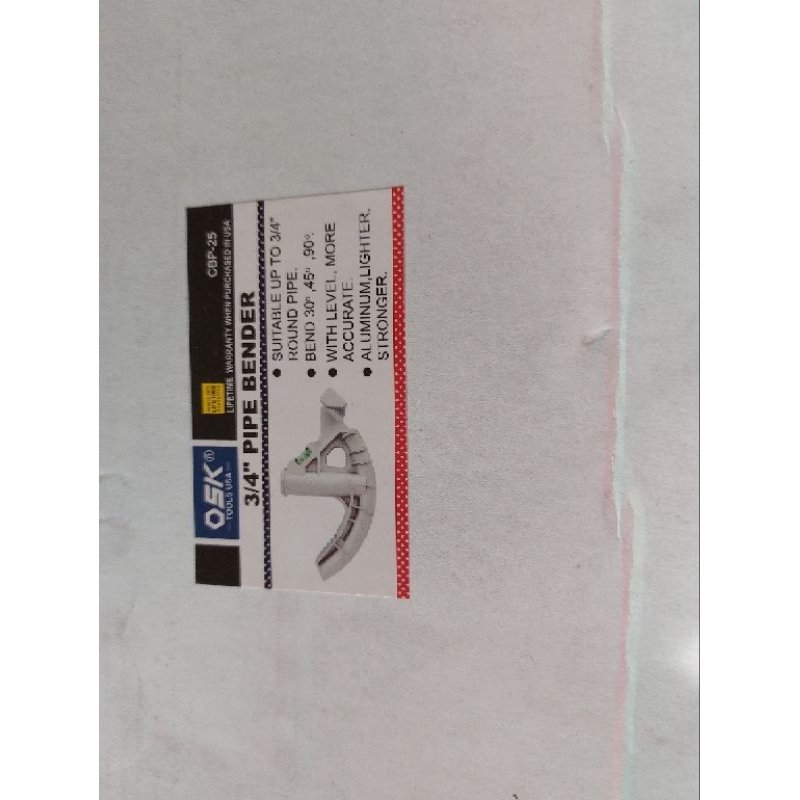 OSK®
TOOLS USA
CBP-25
LIFETIME WARRANTY WHEN PURCHASED IN USA
3/4" PIPE BENDER
● SUITABLE UP TO 3/4"
ROUND PIPE.
● BEND 30°,45° ,90°.
● WITH LEVEL, MORE
ACCURATE.
● ALUMINUM,LIGHTER,
STRONGER.